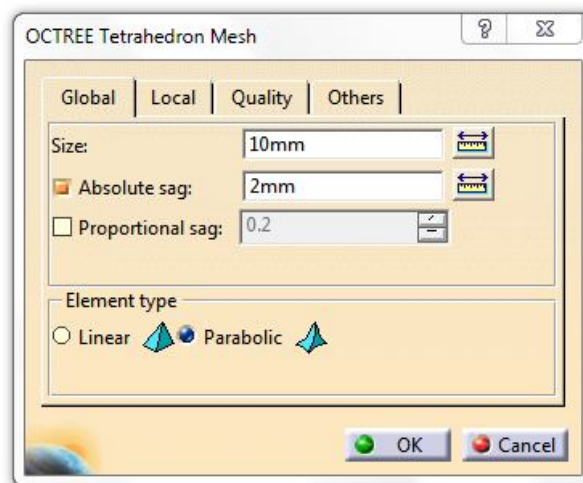 OCTREE Tetrahedron Mesh
Global Local Quality Others
Size: 10mm
Absolute sag: 2mm
Proportional sag: 0.2
Element type
Linear Parabolic
OK Cancel